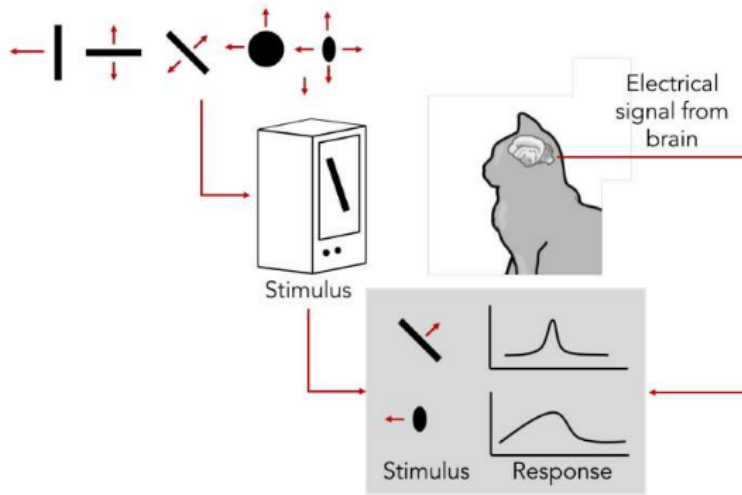 Electrical
signal from
brain
Stimulus
Stimulus
Response